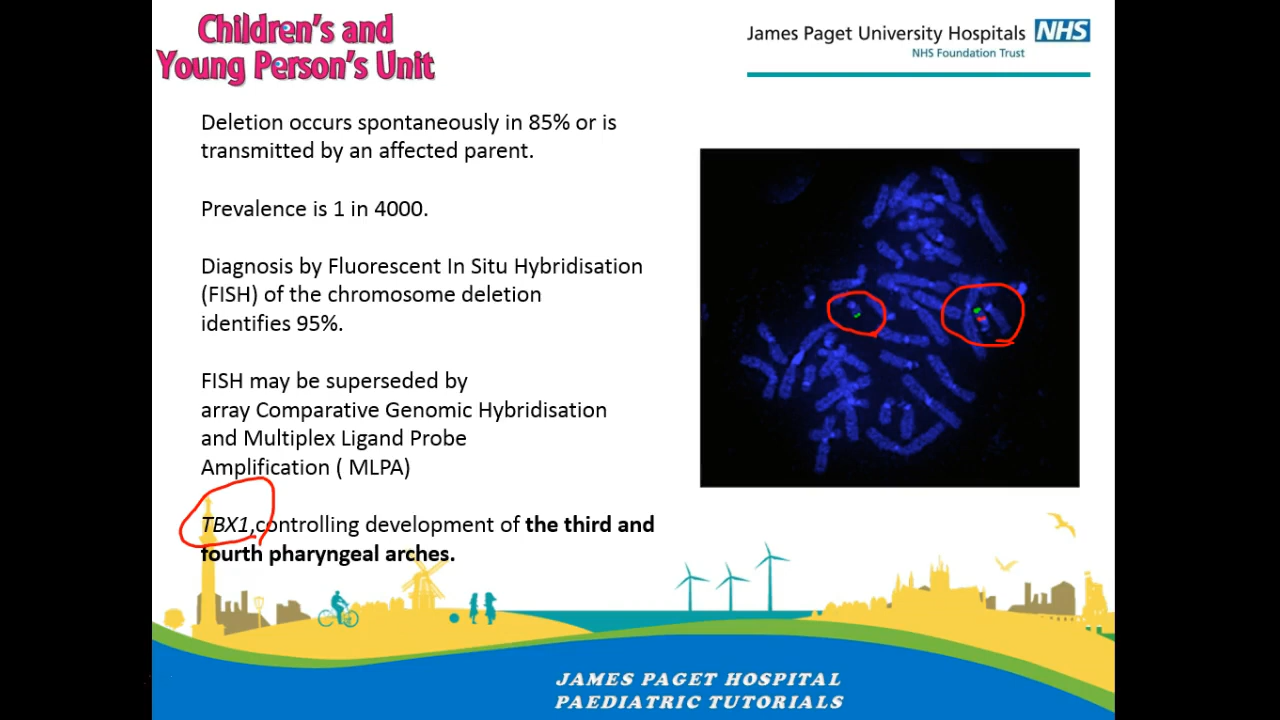 Children's and
Young Person's Unit
James Paget University Hospitals NHS
NHS Foundation Trust
Deletion occurs spontaneously in 85% or is
transmitted by an affected parent.
Prevalence is 1 in 4000.
Diagnosis by Fluorescent In Situ Hybridisation
(FISH) of the chromosome deletion
identifies 95%.
FISH may be superseded by
array Comparative Genomic Hybridisation
and Multiplex Ligand Probe
Amplification ( MLPA)
TBX1,controlling development of the third and
fourth pharyngeal arches.
JAMES PAGET HOSPITAL
PAEDIATRIC TUTORIALS